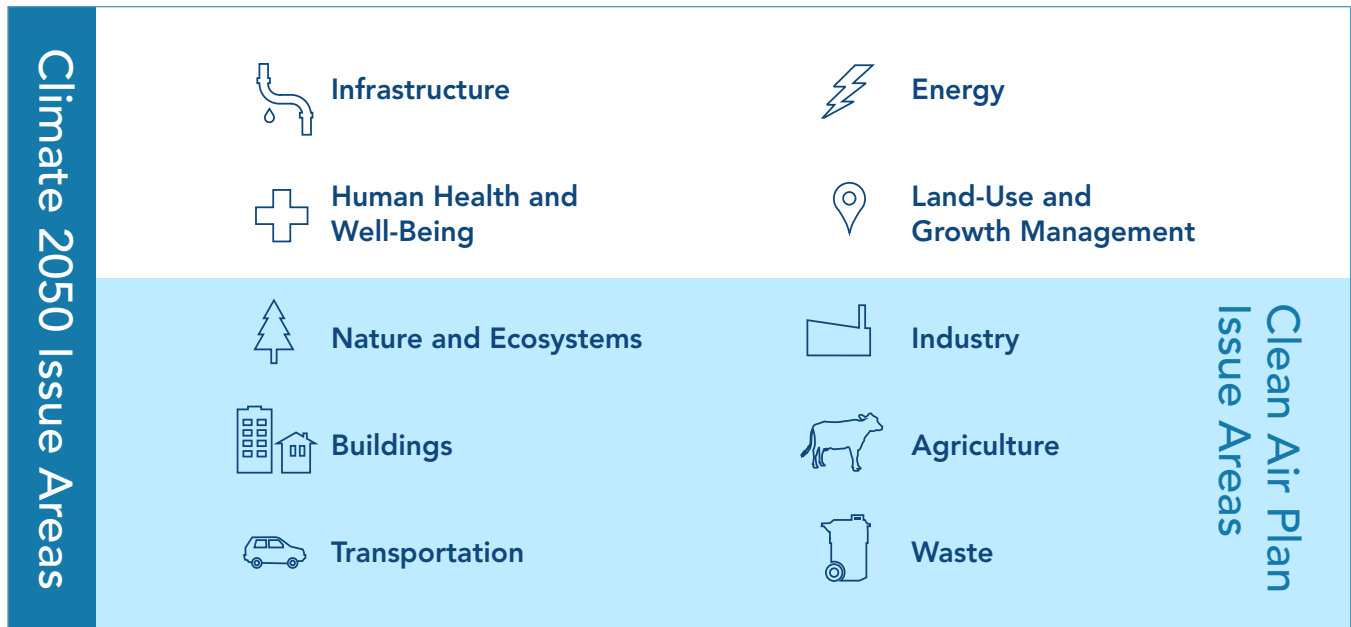 Climate 2050 Issue Areas
Infrastructure
Energy
Human Health and
Well-Being
Land-Use and
Growth Management
Nature and Ecosystems
Industry
Buildings
Agriculture
Transportation
Waste
Clean Air Plan
Issue Areas